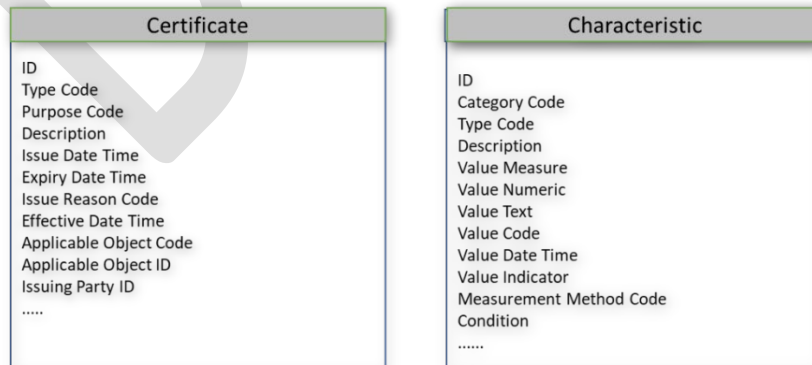 Certificate
ID
Type Code
Purpose Code
Description
Issue Date Time
Expiry Date Time
Issue Reason Code
Effective Date Time
Applicable Object Code
Applicable Object ID
Issuing Party ID
.....
Characteristic
ID
Category Code
Type Code
Description
Value Measure
Value Numeric
Value Text
Value Code
Value Date Time
Value Indicator
Measurement Method Code
Condition
......